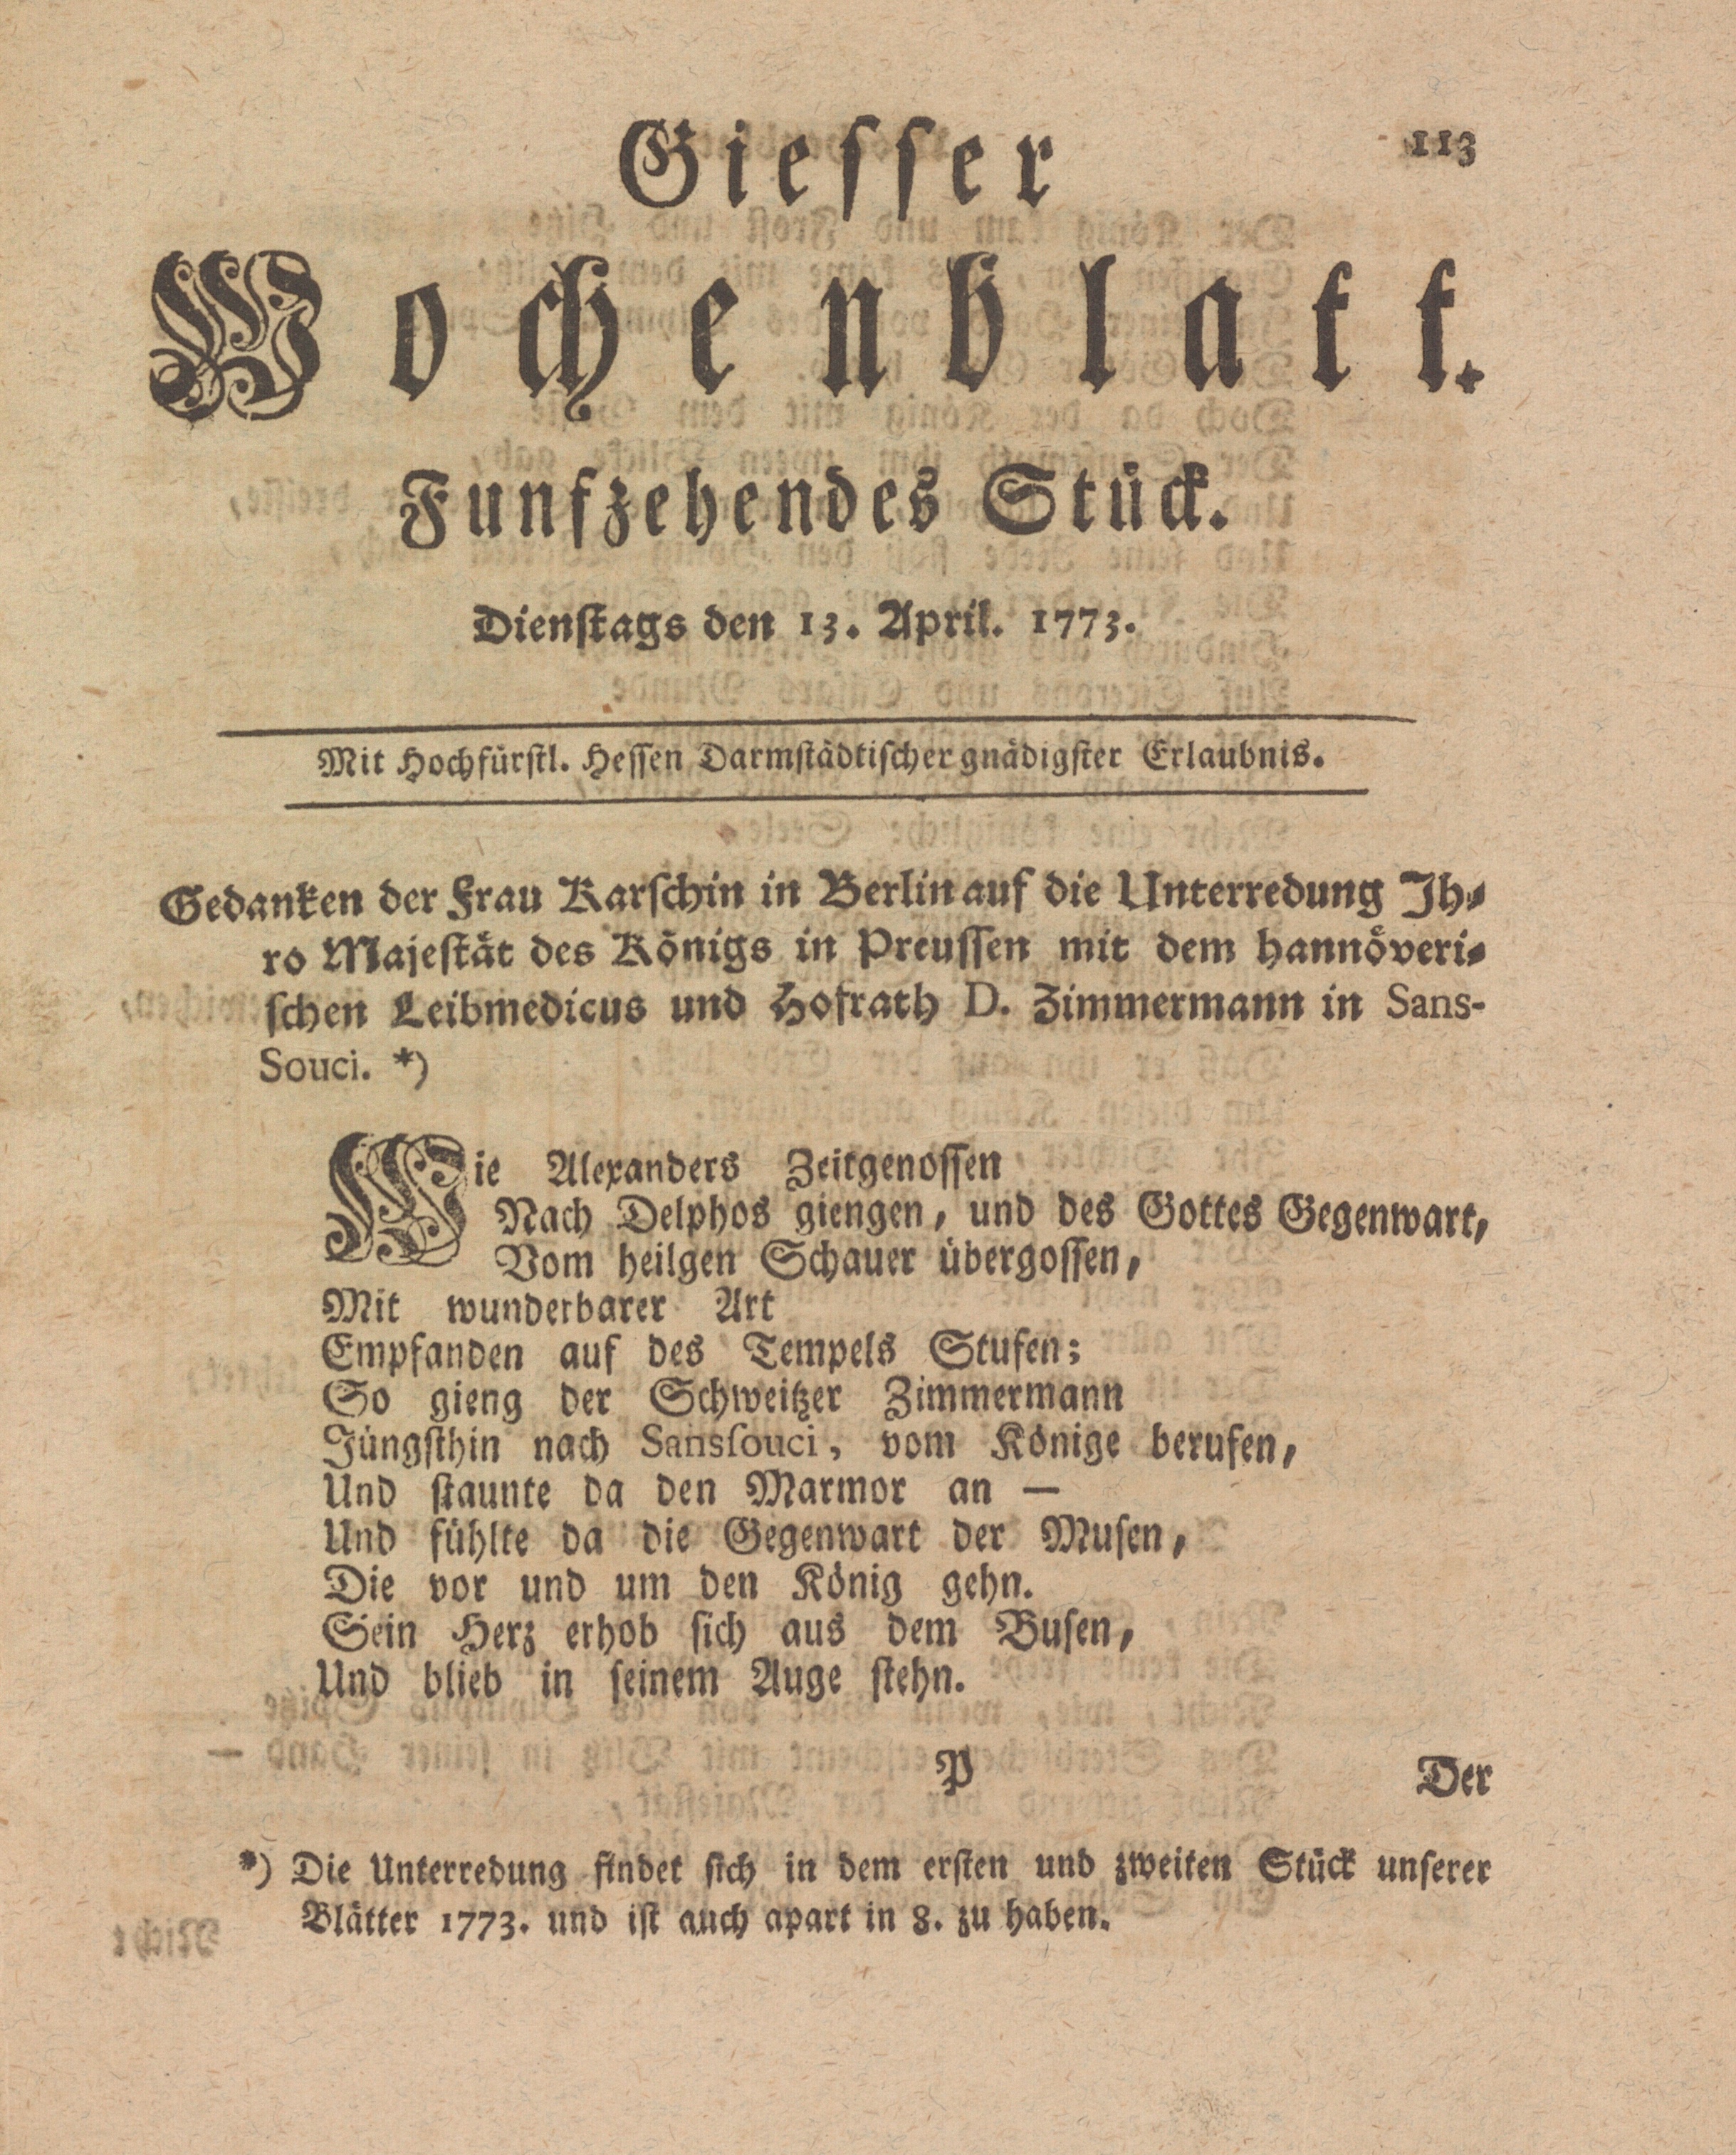 113
Giesser
Wochenblatt.
Funfzehendes Stück.
Dienstags den 13. April. 1773.
Mit Hochfürstl. Hessen Darmstädtischer gnädigster Erlaubnis.
Gedanken der Frau Karschin in Berlin auf die Unterredung Ih-
ro Majestät des Königs in Preussen mit dem hannöveri-
schen Leibmedicus und Hofrath D. Zimmermann in Sans-
Souci. *)
Wie Alexanders Zeitgenossen
Nach Delphos giengen, und des Gottes Gegenwart,
Vom heilgen Schauer übergossen,
Mit wunderbarer Art
Empfanden auf des Tempels Stufen;
So gieng der Schweitzer Zimmermann
Jüngsthin nach Sanssouci, vom Könige berufen,
Und staunte da den Marmor an —
Und fühlte da die Gegenwart der Musen,
Die vor und um den König gehn.
Sein Herz erhob sich aus dem Busen,
Und blieb in seinem Auge stehn.
P Der
*) Die Unterredung findet sich in dem ersten und zweiten Stück unserer
Blätter 1773. und ist auch apart in 8. zu haben.